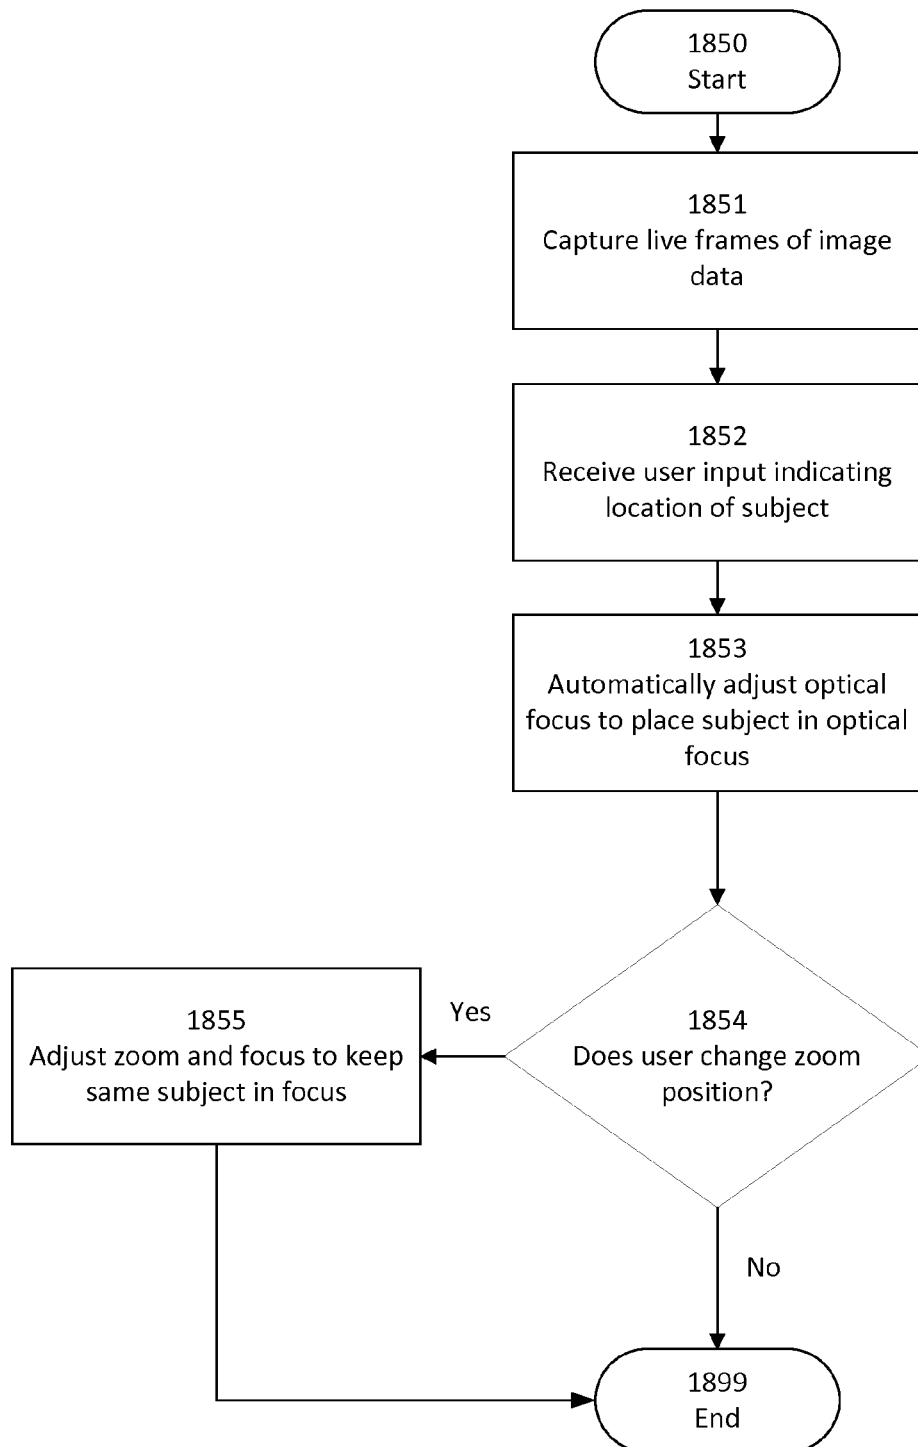 1850
Start
1851
Capture live frames of image
data
1852
Receive user input indicating
location of subject
1853
Automatically adjust optical
focus to place subject in optical
focus
1854
Does user change zoom
position?
Yes
1855
Adjust zoom and focus to keep
same subject in focus
No
1899
End